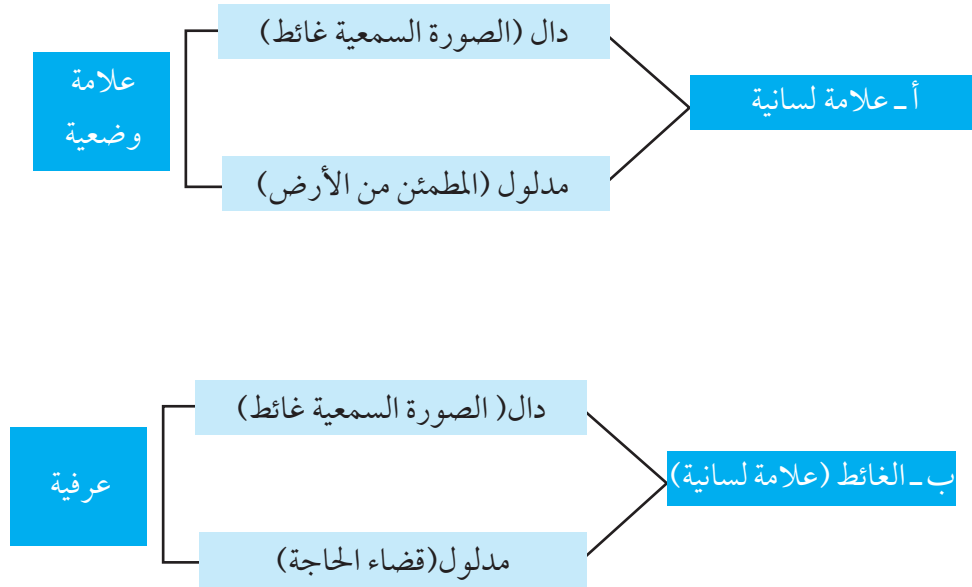 أ ـ علامة لسانية
دال (الصورة السمعية غائط)
مدلول (المطمئن من الأرض)
علامة
وضعية
ب ـ الغائط (علامة لسانية)
دال( الصورة السمعية غائط)
مدلول(قضاء الحاجة)
عرفية